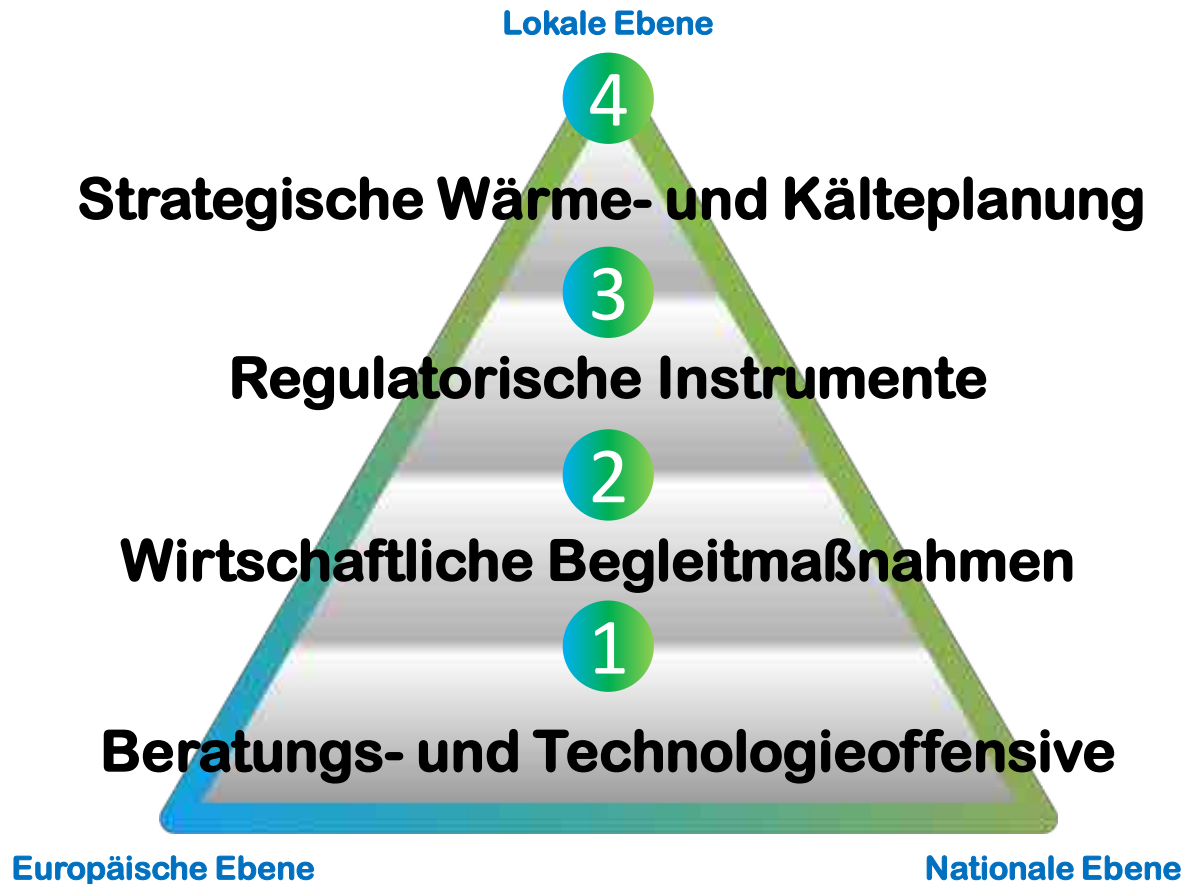 Lokale Ebene
4
Strategische Wärme- und Kälteplanung
3
Regulatorische Instrumente
2
Wirtschaftliche Begleitmaßnahmen
1
Beratungs- und Technologieoffensive
Europäische Ebene
Nationale Ebene